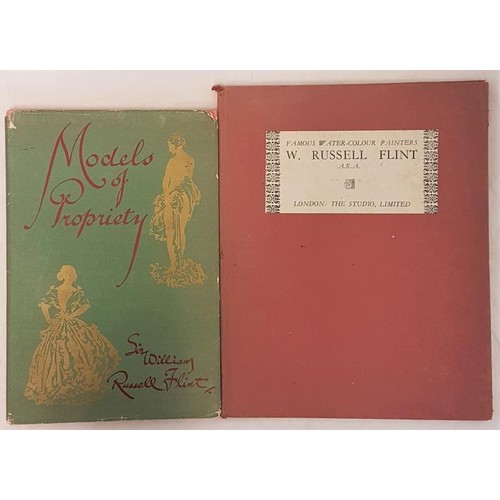 Models
of
Propriety
Sir
William
Russell Flint
FAMOUS WATER-COLOUR PAINTERS
W. RUSSELL FLINT
A.R.A.
LONDON: THE STUDIO, LIMITED